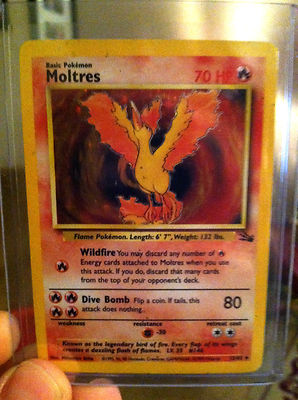 Basic Pokémon
Moltres 70 HP
Flame Pokémon. Length: 6' 7", Weight: 132 lbs.
Wildfire You may discard any number of
Energy cards attached to Moltres when you use
this attack. If you do, discard that many cards
from the top of your opponent's deck.
Dive Bomb Flip a coin. If tails, this
attack does nothing. 80
weakness resistance retreat cost
-30
Known as the legendary bird of fire. Every flap of its wings
creates a dazzling flash of flames. LV. 35 #146